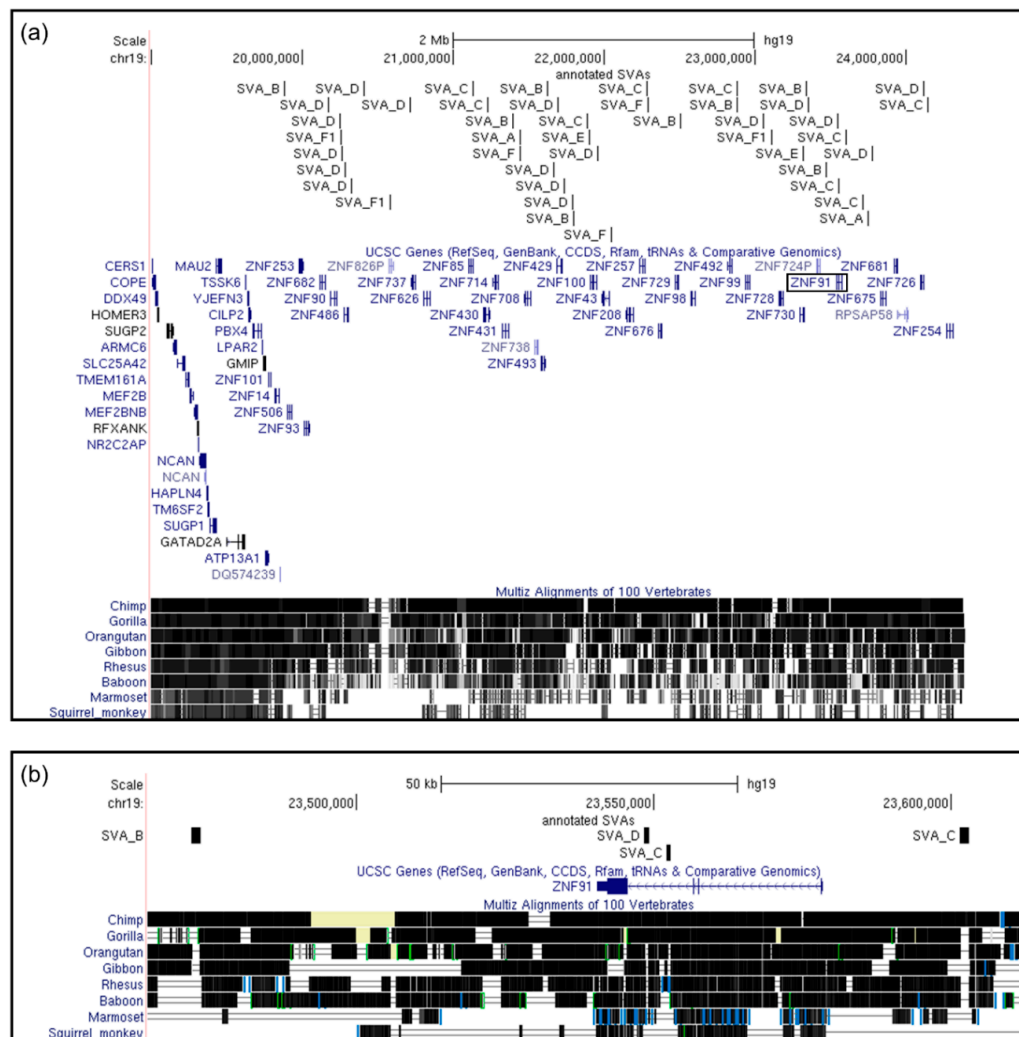 (a)
Scale 2 Mb hg19
chr19: 20,000,000 21,000,000 22,000,000 23,000,000 24,000,000
annotated SVAs
SVA_B SVA_D SVA_C SVA_B SVA_C SVA_C SVA_B SVA_D
SVA_D SVA_D SVA_C SVA_D SVA_F SVA_B SVA_D SVA_C
SVA_D SVA_B SVA_C SVA_B SVA_D SVA_D
SVA_F1 SVA_A SVA_E SVA_F1 SVA_C
SVA_D SVA_F SVA_D SVA_E SVA_D
SVA_D SVA_D SVA_B
SVA_D SVA_D SVA_C
SVA_F1 SVA_D SVA_C
SVA_B SVA_A
SVA_F
UCSC Genes (RefSeq, GenBank, CCDS, Rfam, tRNAs & Comparative Genomics)
CERS1 MAU2 ZNF253 ZNF826P ZNF85 ZNF429 ZNF257 ZNF492 ZNF724P ZNF681
COPE TSSK6 ZNF682 ZNF737 ZNF714 ZNF100 ZNF729 ZNF99 ZNF91 ZNF726
DDX49 YJEFN3 ZNF90 ZNF626 ZNF708 ZNF43 ZNF98 ZNF728 ZNF675
HOMER3 CILP2 ZNF486 ZNF430 ZNF208 ZNF730 RPSAP58
SUGP2 PBX4 ZNF431 ZNF676 ZNF254
ARMC6 LPAR2 ZNF738
SLC25A42 GMIP ZNF493
TMEM161A ZNF101
MEF2B ZNF14
MEF2BNB ZNF506
RFXANK ZNF93
NR2C2AP
NCAN
NCAN
HAPLN4
TM6SF2
SUGP1
GATAD2A
ATP13A1
DQ574239
Multiz Alignments of 100 Vertebrates
Chimp
Gorilla
Orangutan
Gibbon
Rhesus
Baboon
Marmoset
Squirrel_monkey
(b)
Scale 50 kb hg19
chr19: 23,500,000 23,550,000 23,600,000
annotated SVAs
SVA_B SVA_D SVA_C
SVA_C
UCSC Genes (RefSeq, GenBank, CCDS, Rfam, tRNAs & Comparative Genomics)
ZNF91
Multiz Alignments of 100 Vertebrates
Chimp
Gorilla
Orangutan
Gibbon
Rhesus
Baboon
Marmoset
Squirrel_monkey